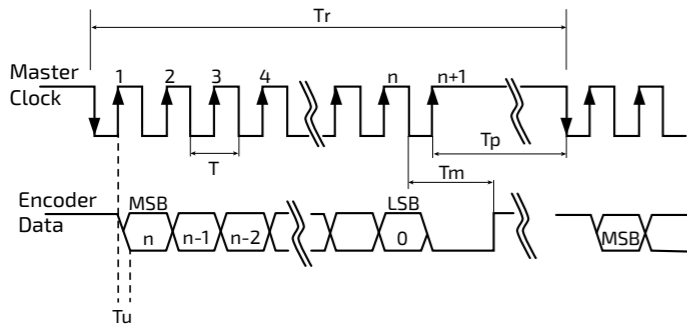 Tr
Master Clock 1 2 3 4 n n+1
T Tm Tp
Encoder Data MSB n n-1 n-2 LSB 0 MSB
Tu